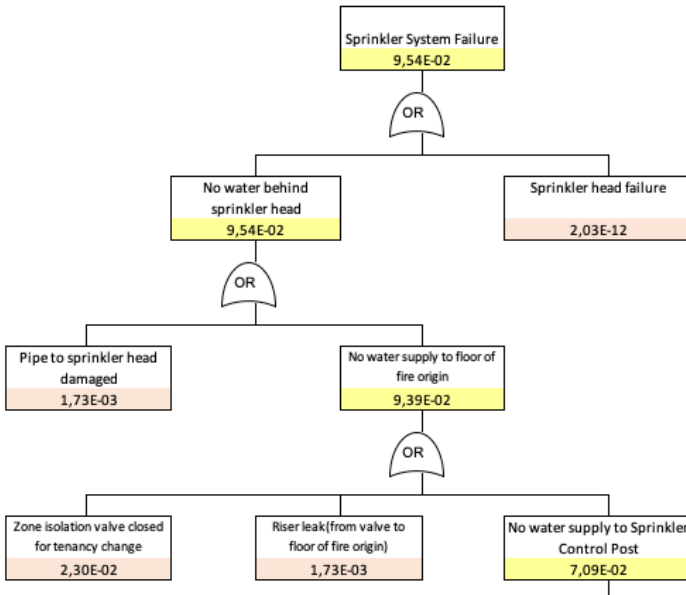 Sprinkler System Failure
9,54E-02
OR
No water behind
sprinkler head
9,54E-02
Sprinkler head failure
2,03E-12
OR
Pipe to sprinkler head
damaged
1,73E-03
No water supply to floor of
fire origin
9,39E-02
OR
Zone isolation valve closed
for tenancy change
2,30E-02
Riser leak(from valve to
floor of fire origin)
1,73E-03
No water supply to Sprinkler
Control Post
7,09E-02